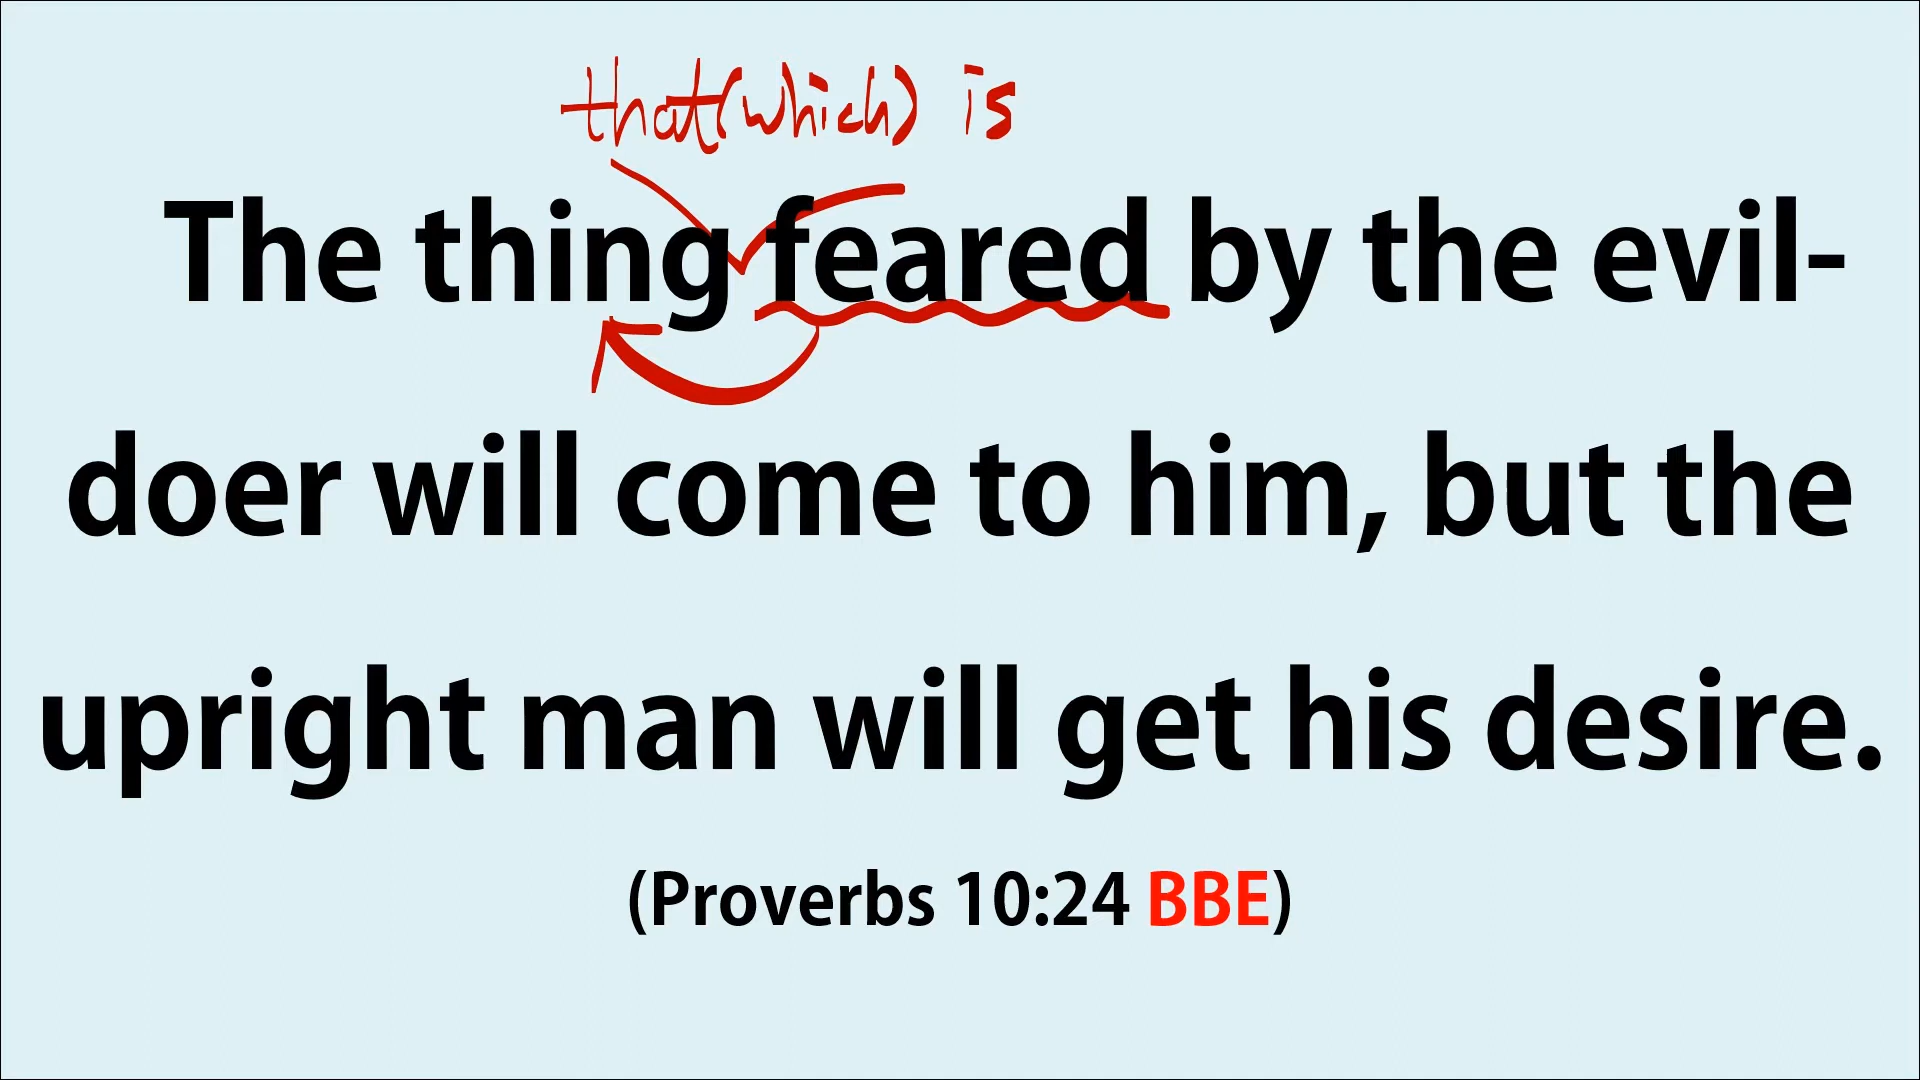 that(which) is
The thing feared by the evil-
doer will come to him, but the
upright man will get his desire.
(Proverbs 10:24 BBE)